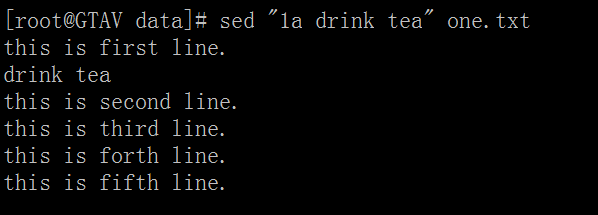 [root@GTAV data]# sed "1a drink tea" one.txt
this is first line.
drink tea
this is second line.
this is third line.
this is forth line.
this is fifth line.